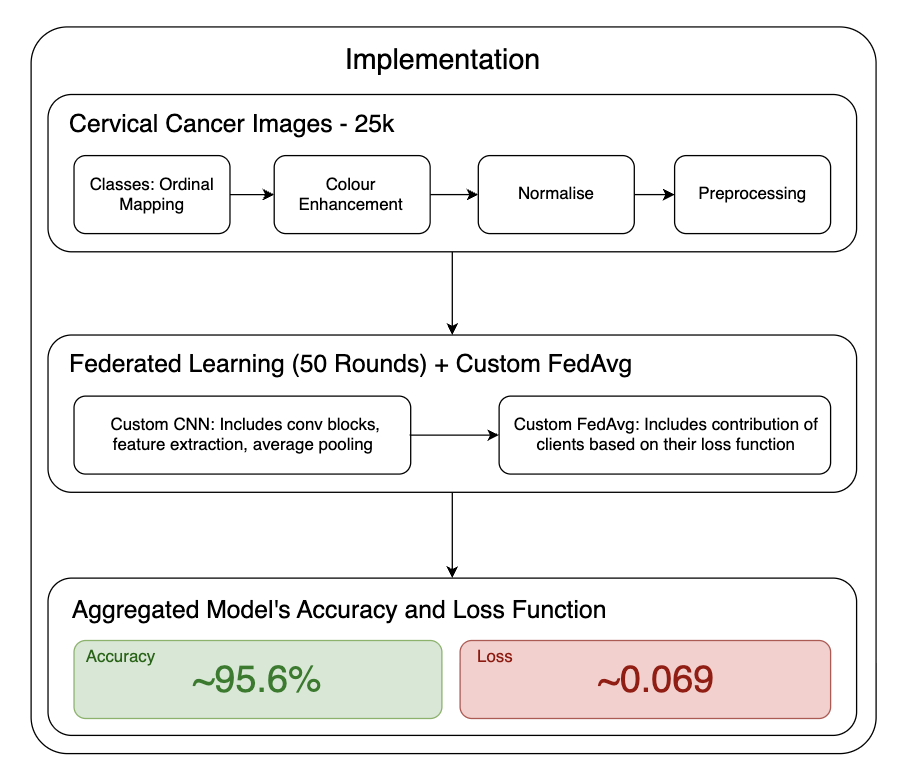 Implementation
Cervical Cancer Images - 25k
Classes: Ordinal
Mapping
Colour
Enhancement
Normalise
Preprocessing
Federated Learning (50 Rounds) + Custom FedAvg
Custom CNN: Includes conv blocks,
feature extraction, average pooling
Custom FedAvg: Includes contribution of
clients based on their loss function
Aggregated Model's Accuracy and Loss Function
Accuracy
~95.6%
Loss
~0.069